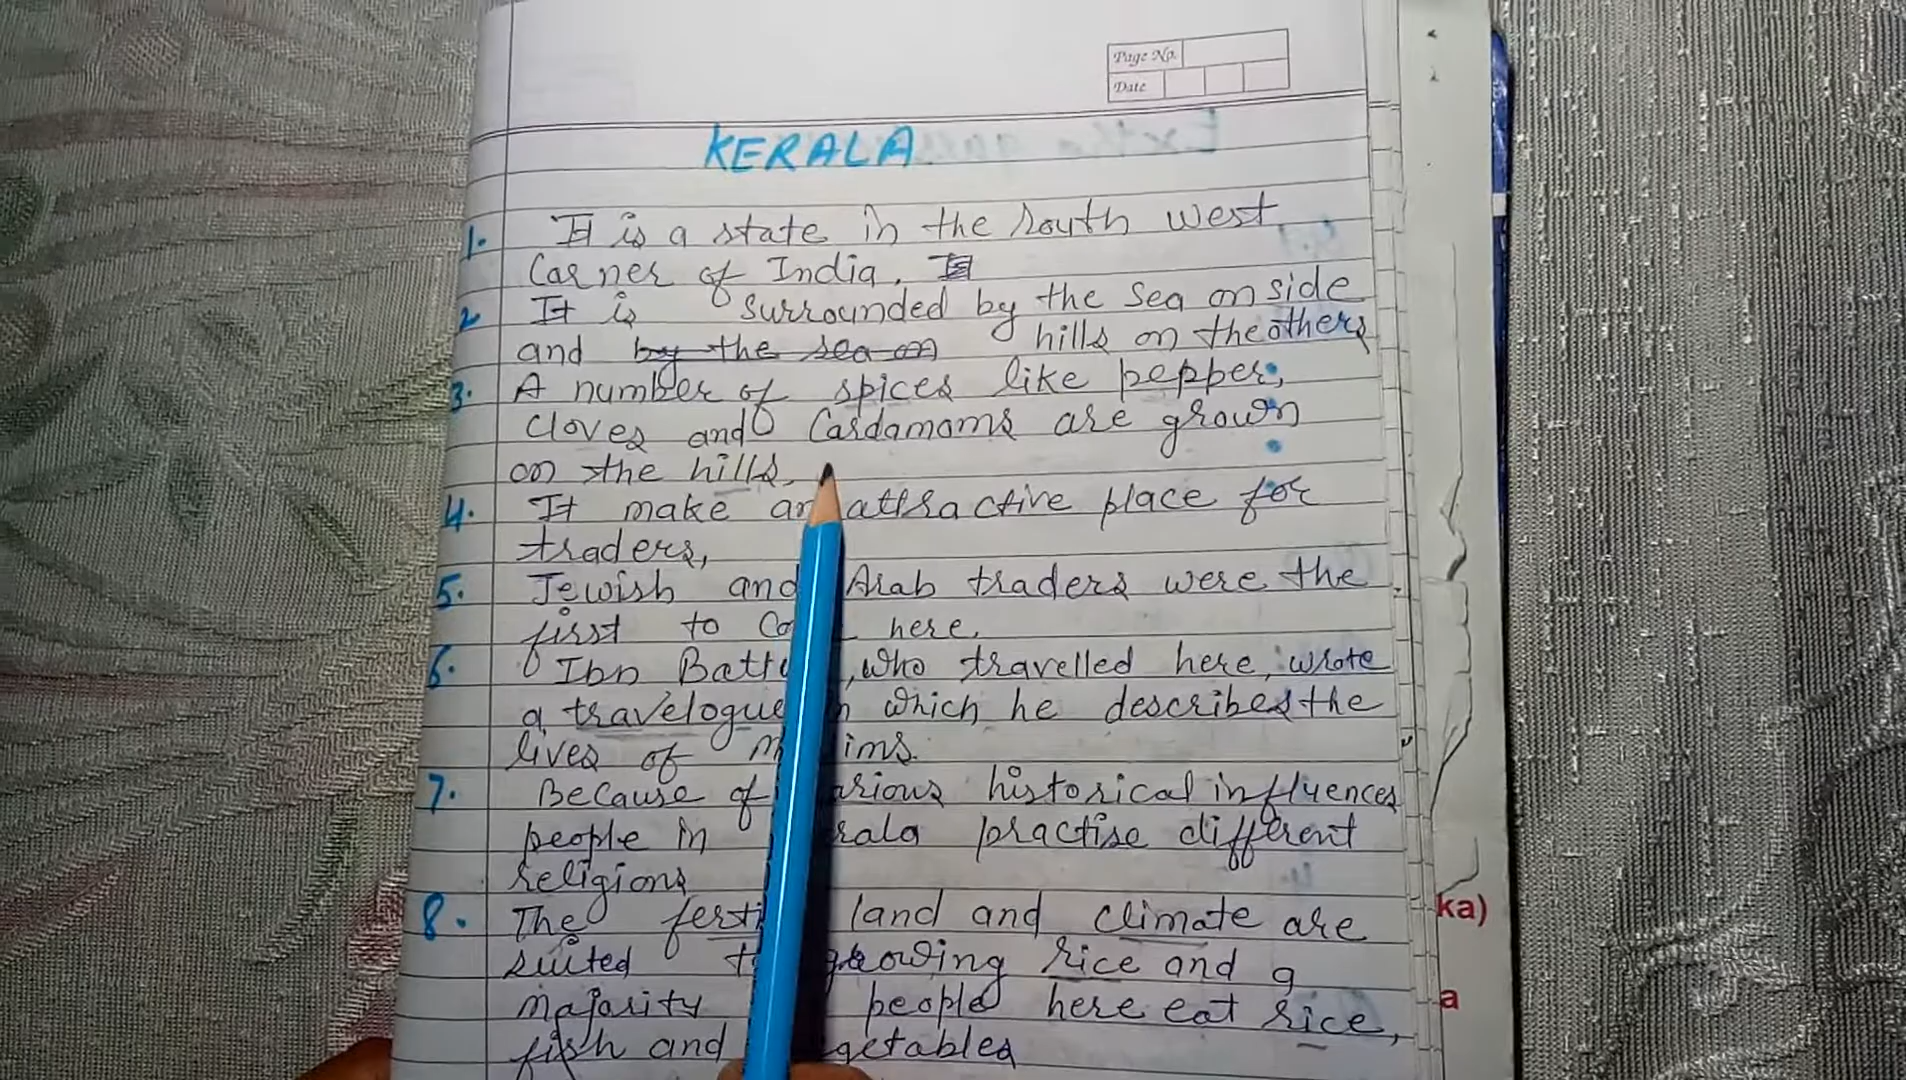 Page No.
Date
KERALA
1. It is a state in the south west
Corner of India.
2. It is surrounded by the sea on side
and by the sea on hills on the others
3. A number of spices like pepper,
Cloves and Cardamoms are grown
on the hills.
4. It make an attractive place for
traders,
5. Jewish and Arab traders were the
first to here.
6. Ibn, who travelled here, wrote
a travelogue which he describes the
lives of
7. Because of historical influences
people in practise different
religions
8. The land and climate are
suited growing rice and a
majority people here eat rice,
fish and
ka)
a